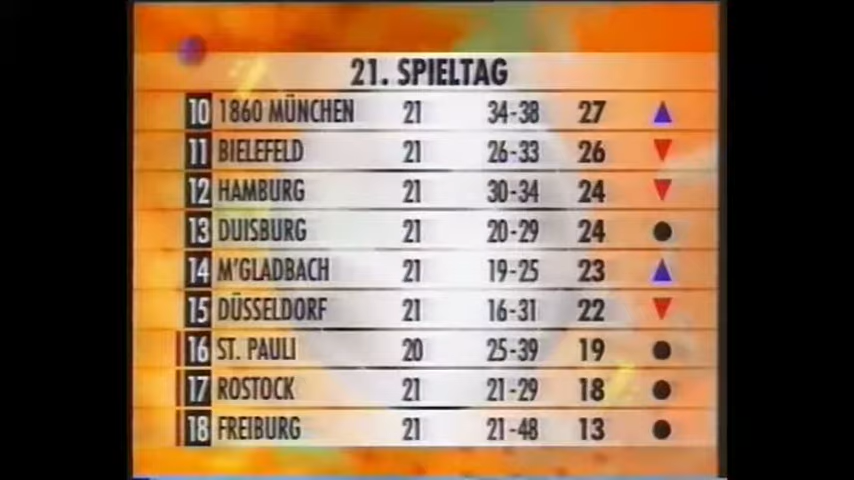 21. SPIELTAG
10 1860 MÜNCHEN 21 34-38 27
11 BIELEFELD 21 26-33 26
12 HAMBURG 21 30-34 24
13 DUISBURG 21 20-29 24
14 M'GLADBACH 21 19-25 23
15 DÜSSELDORF 21 16-31 22
16 ST. PAULI 20 25-39 19
17 ROSTOCK 21 21-29 18
18 FREIBURG 21 21-48 13